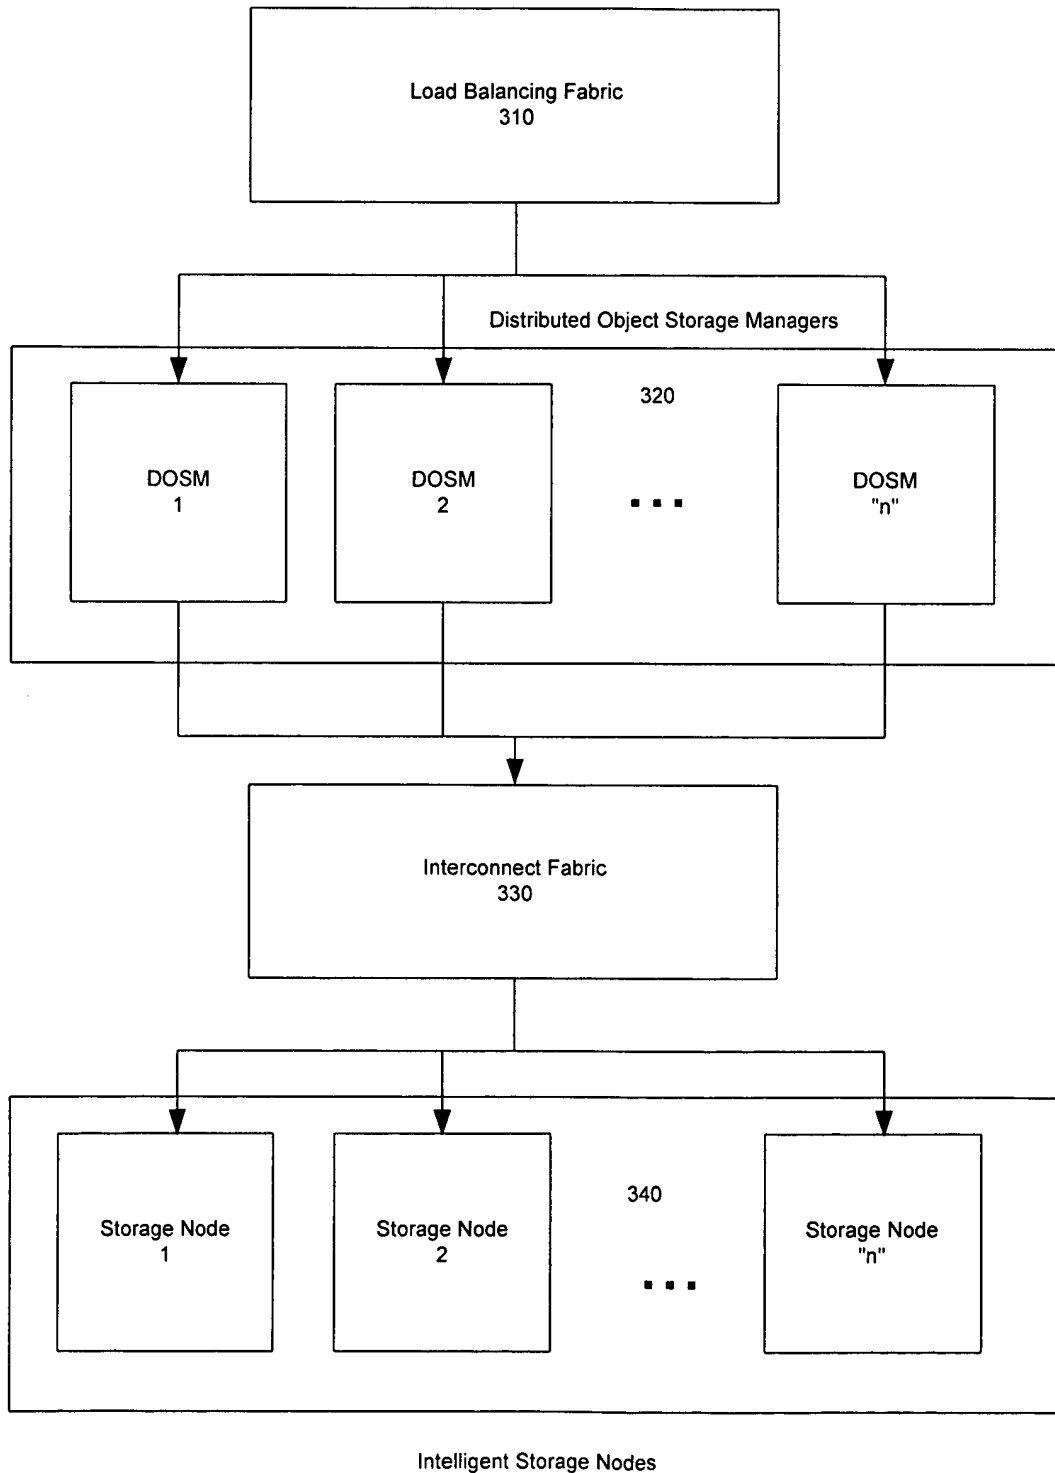 Load Balancing Fabric
310
Distributed Object Storage Managers
320
DOSM
1
DOSM
2
DOSM
"n"
Interconnect Fabric
330
340
Storage Node
1
Storage Node
2
Storage Node
"n"
Intelligent Storage Nodes